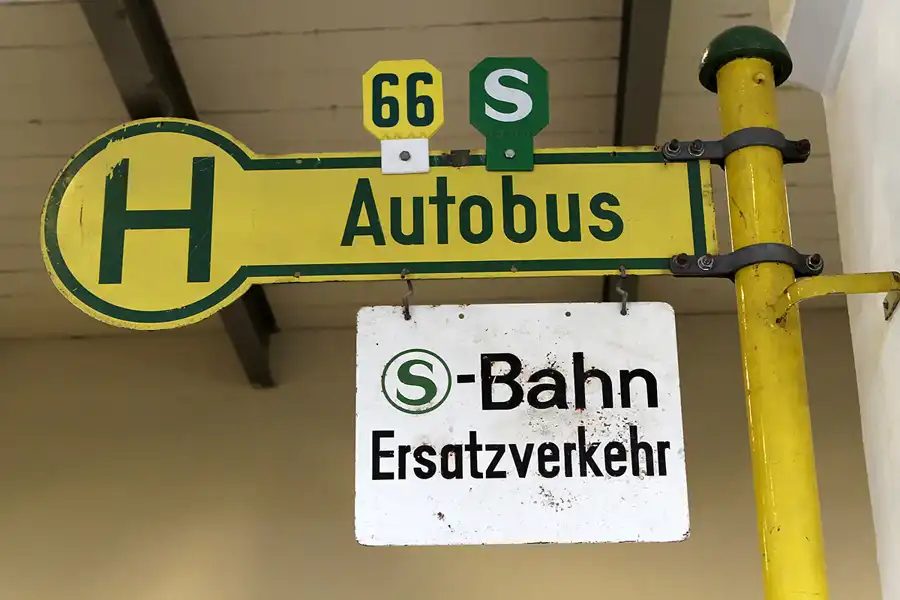 66 S
H Autobus
S-Bahn
Ersatzverkehr